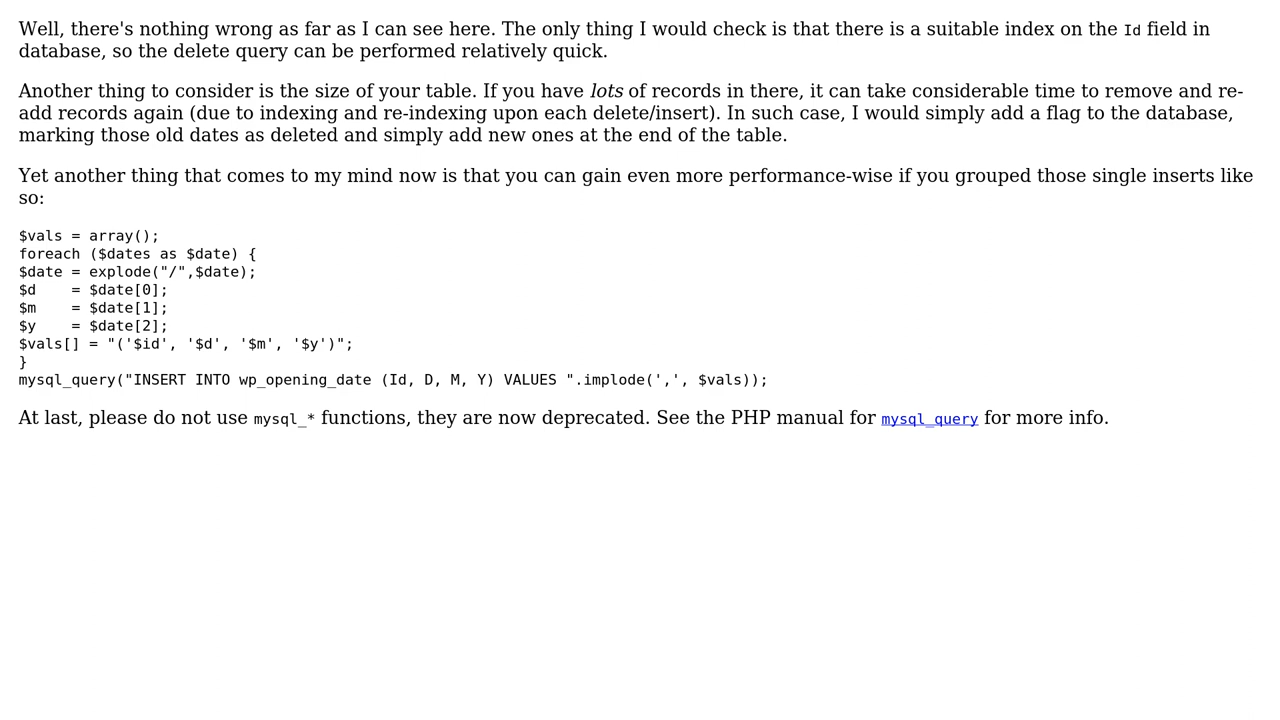 Well, there's nothing wrong as far as I can see here. The only thing I would check is that there is a suitable index on the Id field in
database, so the delete query can be performed relatively quick.
Another thing to consider is the size of your table. If you have lots of records in there, it can take considerable time to remove and re-
add records again (due to indexing and re-indexing upon each delete/insert). In such case, I would simply add a flag to the database,
marking those old dates as deleted and simply add new ones at the end of the table.
Yet another thing that comes to my mind now is that you can gain even more performance-wise if you grouped those single inserts like
so:
$vals = array();
foreach ($dates as $date) {
$date = explode("/",$date);
$d    = $date[0];
$m    = $date[1];
$y    = $date[2];
$vals[] = "('$id', '$d', '$m', '$y')";
}
mysql_query("INSERT INTO wp_opening_date (Id, D, M, Y) VALUES ".implode(',', $vals));
At last, please do not use mysql_* functions, they are now deprecated. See the PHP manual for mysql_query for more info.